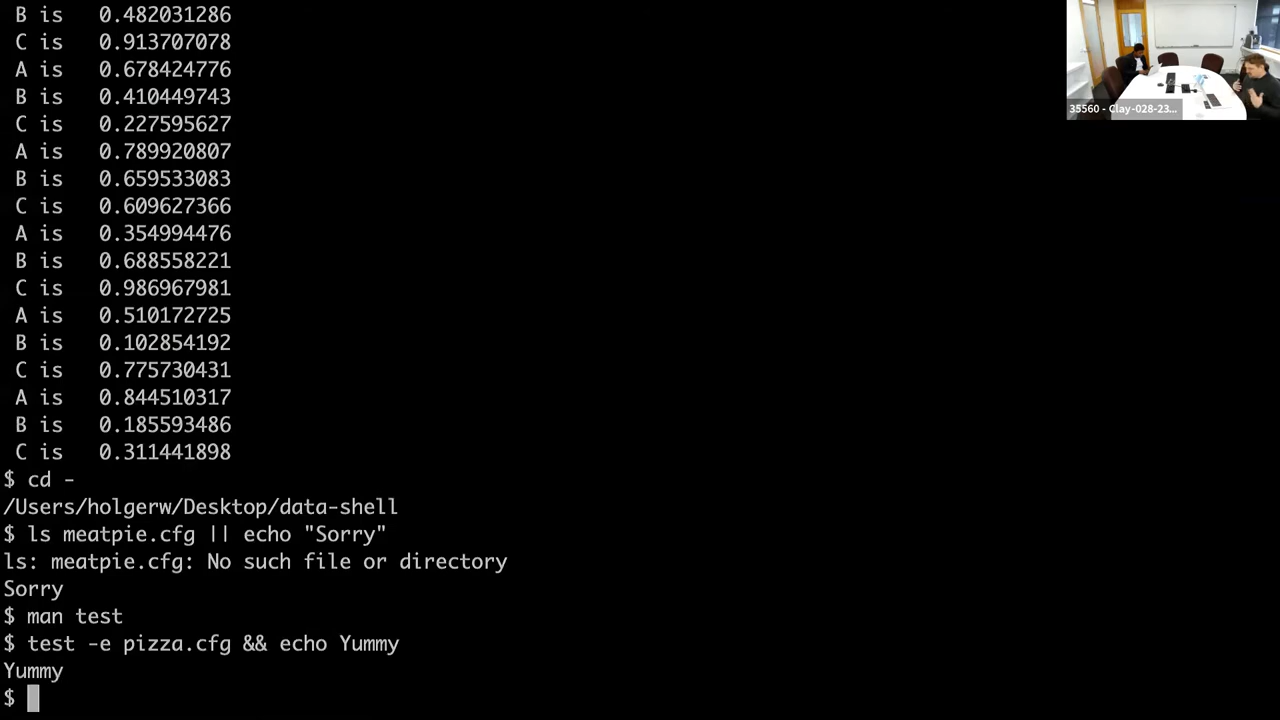 B is   0.482031286
C is   0.913707078
A is   0.678424776
B is   0.410449743
C is   0.227595627
A is   0.789920807
B is   0.659533083
C is   0.609627366
A is   0.354994476
B is   0.688558221
C is   0.986967981
A is   0.510172725
B is   0.102854192
C is   0.775730431
A is   0.844510317
B is   0.185593486
C is   0.311441898
$ cd -
/Users/holgerw/Desktop/data-shell
$ ls meatpie.cfg || echo "Sorry"
ls: meatpie.cfg: No such file or directory
Sorry
$ man test
$ test -e pizza.cfg && echo Yummy
Yummy
$
35560 - Clay-028-23...